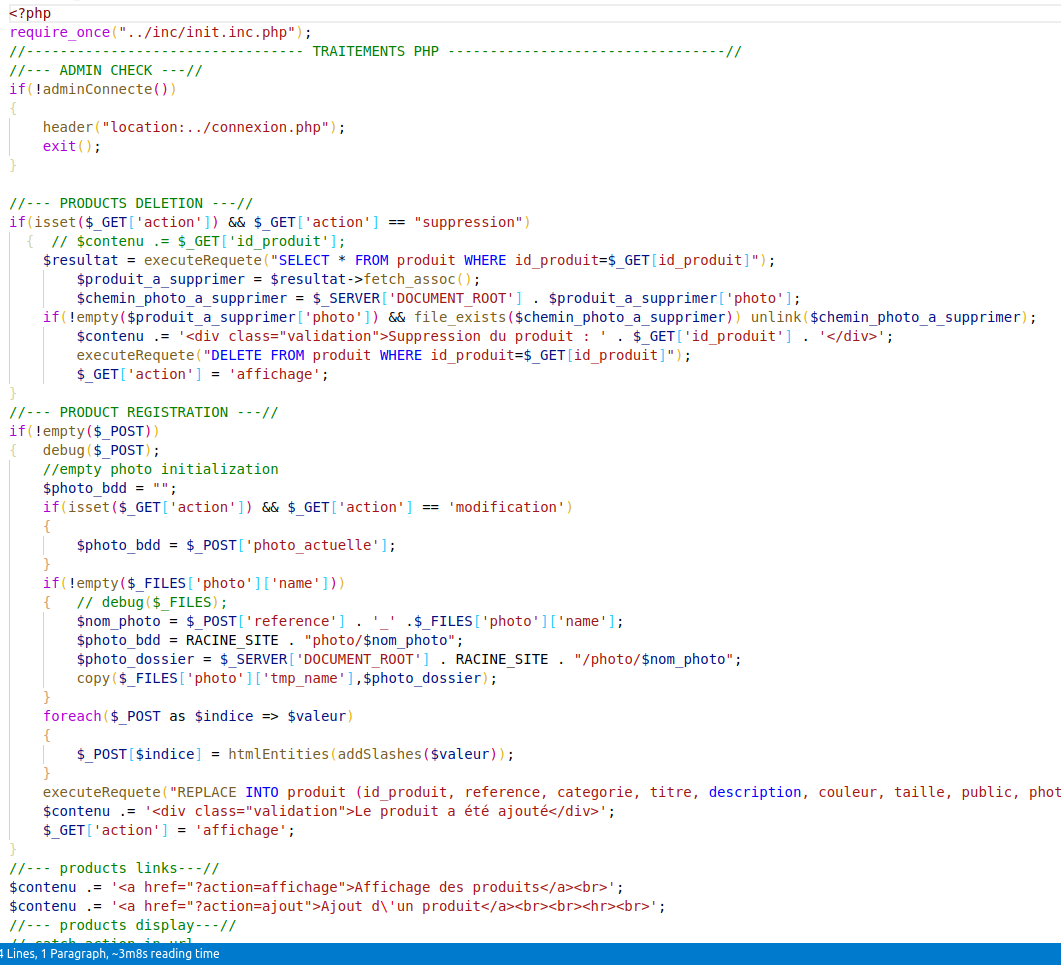 <?php
require_once("../inc/init.inc.php");
//--------------------------------- TRAITEMENTS PHP ---------------------------------//
//--- ADMIN CHECK ---//
if(!adminConnecte())
{
    header("location:../connexion.php");
    exit();
}

//--- PRODUCTS DELETION ---//
if(isset($_GET['action']) && $_GET['action'] == "suppression")
  {  // $contenu .= $_GET['id_produit'];
    $resultat = executeRequete("SELECT * FROM produit WHERE id_produit=$_GET[id_produit]");
        $produit_a_supprimer = $resultat->fetch_assoc();
        $chemin_photo_a_supprimer = $_SERVER['DOCUMENT_ROOT'] . $produit_a_supprimer['photo'];
    if(!empty($produit_a_supprimer['photo']) && file_exists($chemin_photo_a_supprimer)) unlink($chemin_photo_a_supprimer);
        $contenu .= '<div class="validation">Suppression du produit : ' . $_GET['id_produit'] . '</div>';
        executeRequete("DELETE FROM produit WHERE id_produit=$_GET[id_produit]");
        $_GET['action'] = 'affichage';
}
//--- PRODUCT REGISTRATION ---//
if(!empty($_POST))
{   debug($_POST);
    //empty photo initialization
    $photo_bdd = "";
    if(isset($_GET['action']) && $_GET['action'] == 'modification')
    {
        $photo_bdd = $_POST['photo_actuelle'];
    }
    if(!empty($_FILES['photo']['name']))
    {   // debug($_FILES);
        $nom_photo = $_POST['reference'] . '_' .$_FILES['photo']['name'];
        $photo_bdd = RACINE_SITE . "photo/$nom_photo";
        $photo_dossier = $_SERVER['DOCUMENT_ROOT'] . RACINE_SITE . "/photo/$nom_photo";
        copy($_FILES['photo']['tmp_name'],$photo_dossier);
    }
    foreach($_POST as $indice => $valeur)
    {
        $_POST[$indice] = htmlEntities(addSlashes($valeur));
    }
    executeRequete("REPLACE INTO produit (id_produit, reference, categorie, titre, description, couleur, taille, public, phot
    $contenu .= '<div class="validation">Le produit a été ajouté</div>';
    $_GET['action'] = 'affichage';
}
//--- products links---//
$contenu .= '<a href="?action=affichage">Affichage des produits</a><br>';
$contenu .= '<a href="?action=ajout">Ajout d\'un produit</a><br><br><hr><br>';
//--- products display---//
// catch action in url
4 Lines, 1 Paragraph, ~3m8s reading time